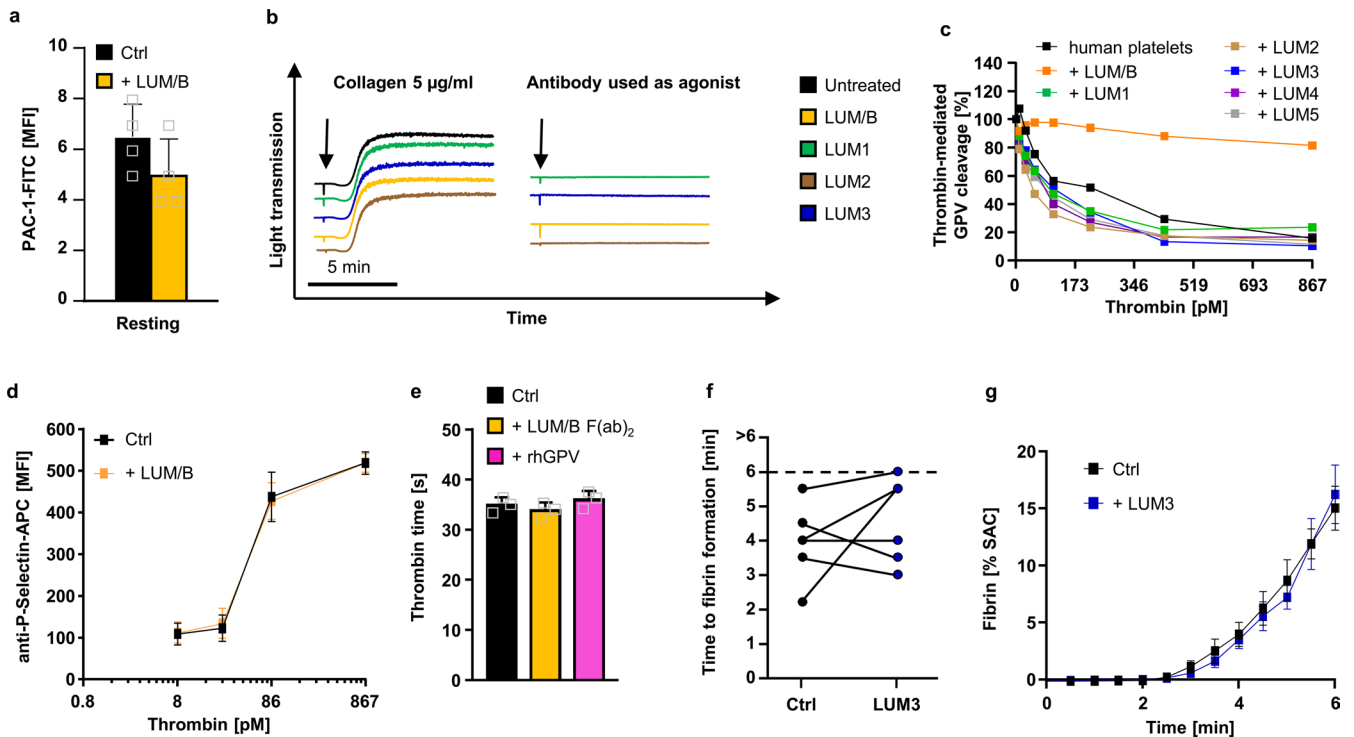 a
PAC-1-FITC [MFI]
10
8
6
4
2
0
Ctrl
+ LUM/B
Resting
b
Light transmission
Collagen 5 µg/ml
Antibody used as agonist
5 min
Time
Untreated
LUM/B
LUM1
LUM2
LUM3
c
human platelets
+ LUM/B
+ LUM1
+ LUM2
+ LUM3
+ LUM4
+ LUM5
Thrombin-mediated
GPV cleavage [%]
140
120
100
80
60
40
20
0
0 173 346 519 693 867
Thrombin [pM]
d
anti-P-Selectin-APC [MFI]
600
500
400
300
200
100
0
Ctrl
+ LUM/B
0.8 8 86 867
Thrombin [pM]
e
Ctrl
+ LUM/B F(ab)2
+ rhGPV
Thrombin time [s]
50
40
30
20
10
0
f
Time to fibrin formation [min]
>6
6
5
4
3
2
1
0
Ctrl LUM3
g
Fibrin [% SAC]
20
15
10
5
0
Ctrl
+ LUM3
0 2 4 6
Time [min]